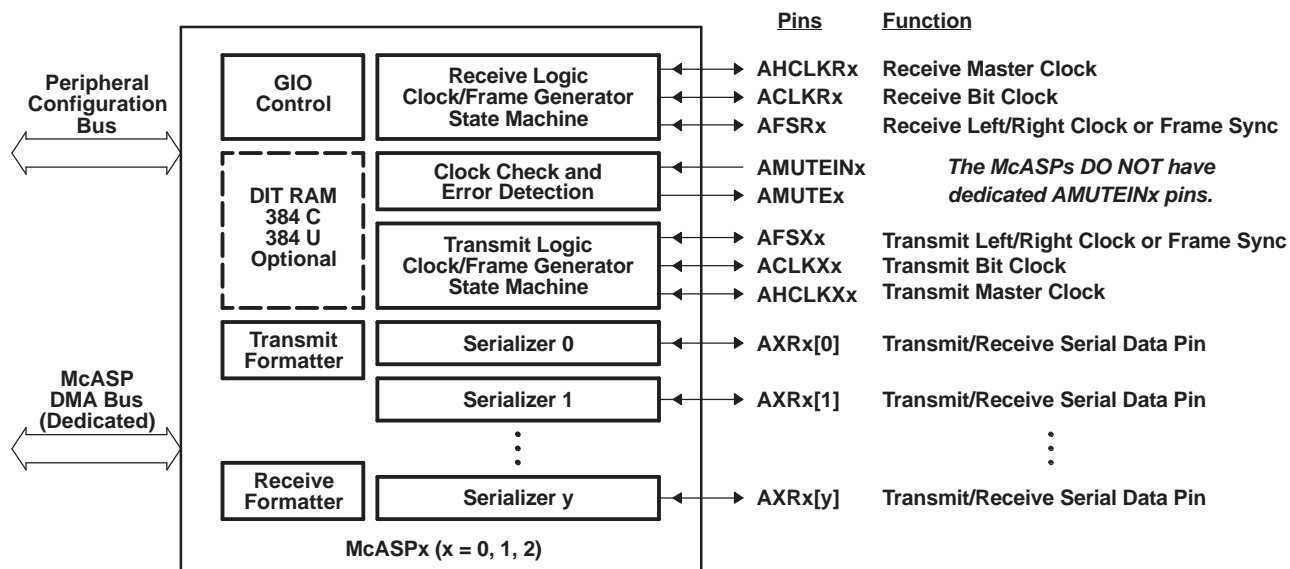 Pins Function
Peripheral
Configuration
Bus
GIO
Control
Receive Logic
Clock/Frame Generator
State Machine
AHCLKRx Receive Master Clock
ACLKRx Receive Bit Clock
AFSRx Receive Left/Right Clock or Frame Sync
DIT RAM
384 C
384 U
Optional
Clock Check and
Error Detection
AMUTEINx
AMUTEx
The McASPs DO NOT have
dedicated AMUTEINx pins.
Transmit Logic
Clock/Frame Generator
State Machine
AFSXx Transmit Left/Right Clock or Frame Sync
ACLKXx Transmit Bit Clock
AHCLKXx Transmit Master Clock
Transmit
Formatter
Serializer 0
AXRx[0] Transmit/Receive Serial Data Pin
McASP
DMA Bus
(Dedicated)
Serializer 1
AXRx[1] Transmit/Receive Serial Data Pin
Receive
Formatter
Serializer y
AXRx[y] Transmit/Receive Serial Data Pin
McASPx (x = 0, 1, 2)